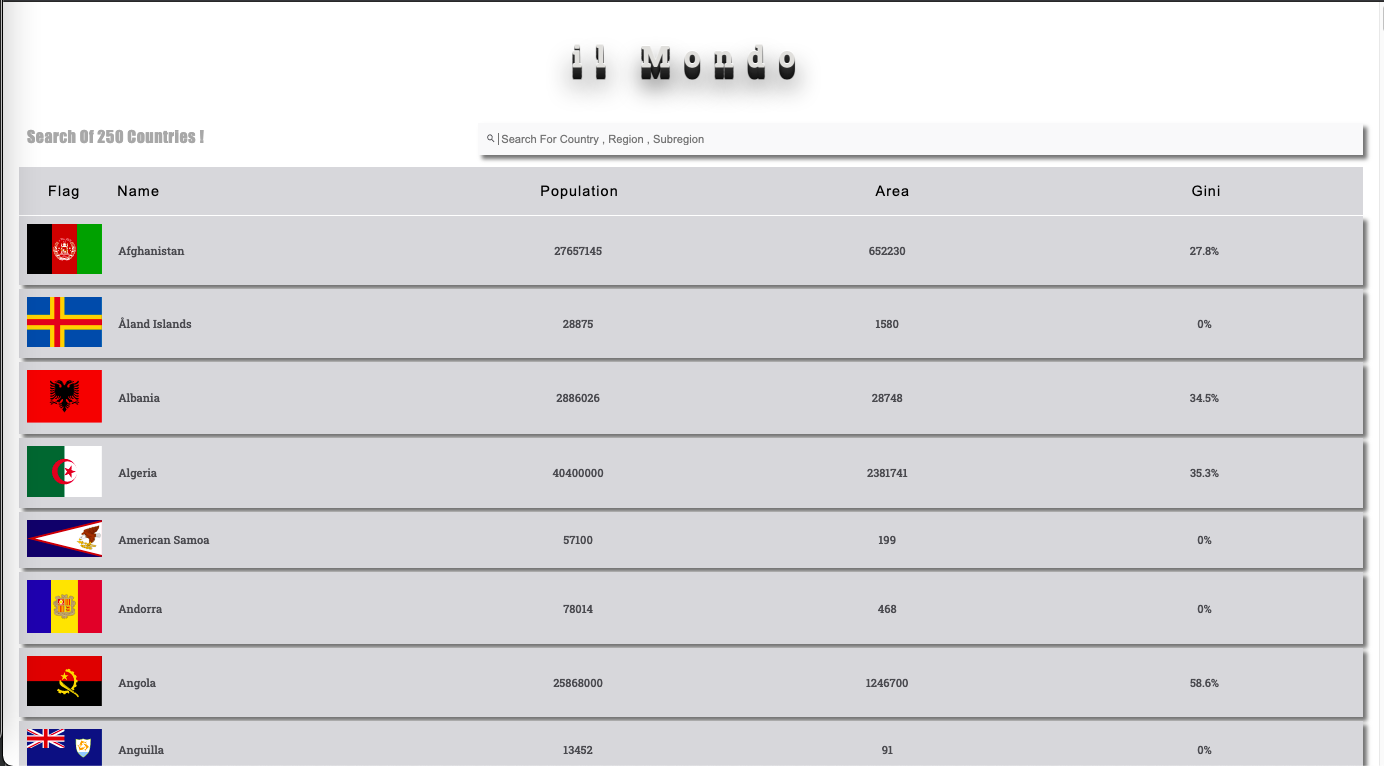 il Mondo
Search Of 250 Countries !
Search For Country , Region , Subregion
Flag Name Population Area Gini
Afghanistan 27657145 652230 27.8%
Åland Islands 28875 1580 0%
Albania 2886026 28748 34.5%
Algeria 40400000 2381741 35.3%
American Samoa 57100 199 0%
Andorra 78014 468 0%
Angola 25868000 1246700 58.6%
Anguilla 13452 91 0%